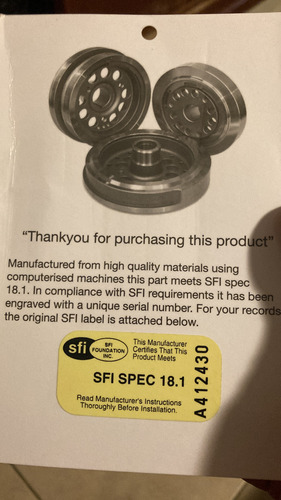 “Thankyou for purchasing this product”
Manufactured from high quality materials using
computerised machines this part meets SFI spec
18.1. In compliance with SFI requirements it has been
engraved with a unique serial number. For your records
the original SFI label is attached below.
sfi
SFI
FOUNDATION
INC.
This Manufacturer
Certifies That This
Product Meets
SFI SPEC 18.1
Read Manufacturer's Instructions
Thoroughly Before Installation.
A412430